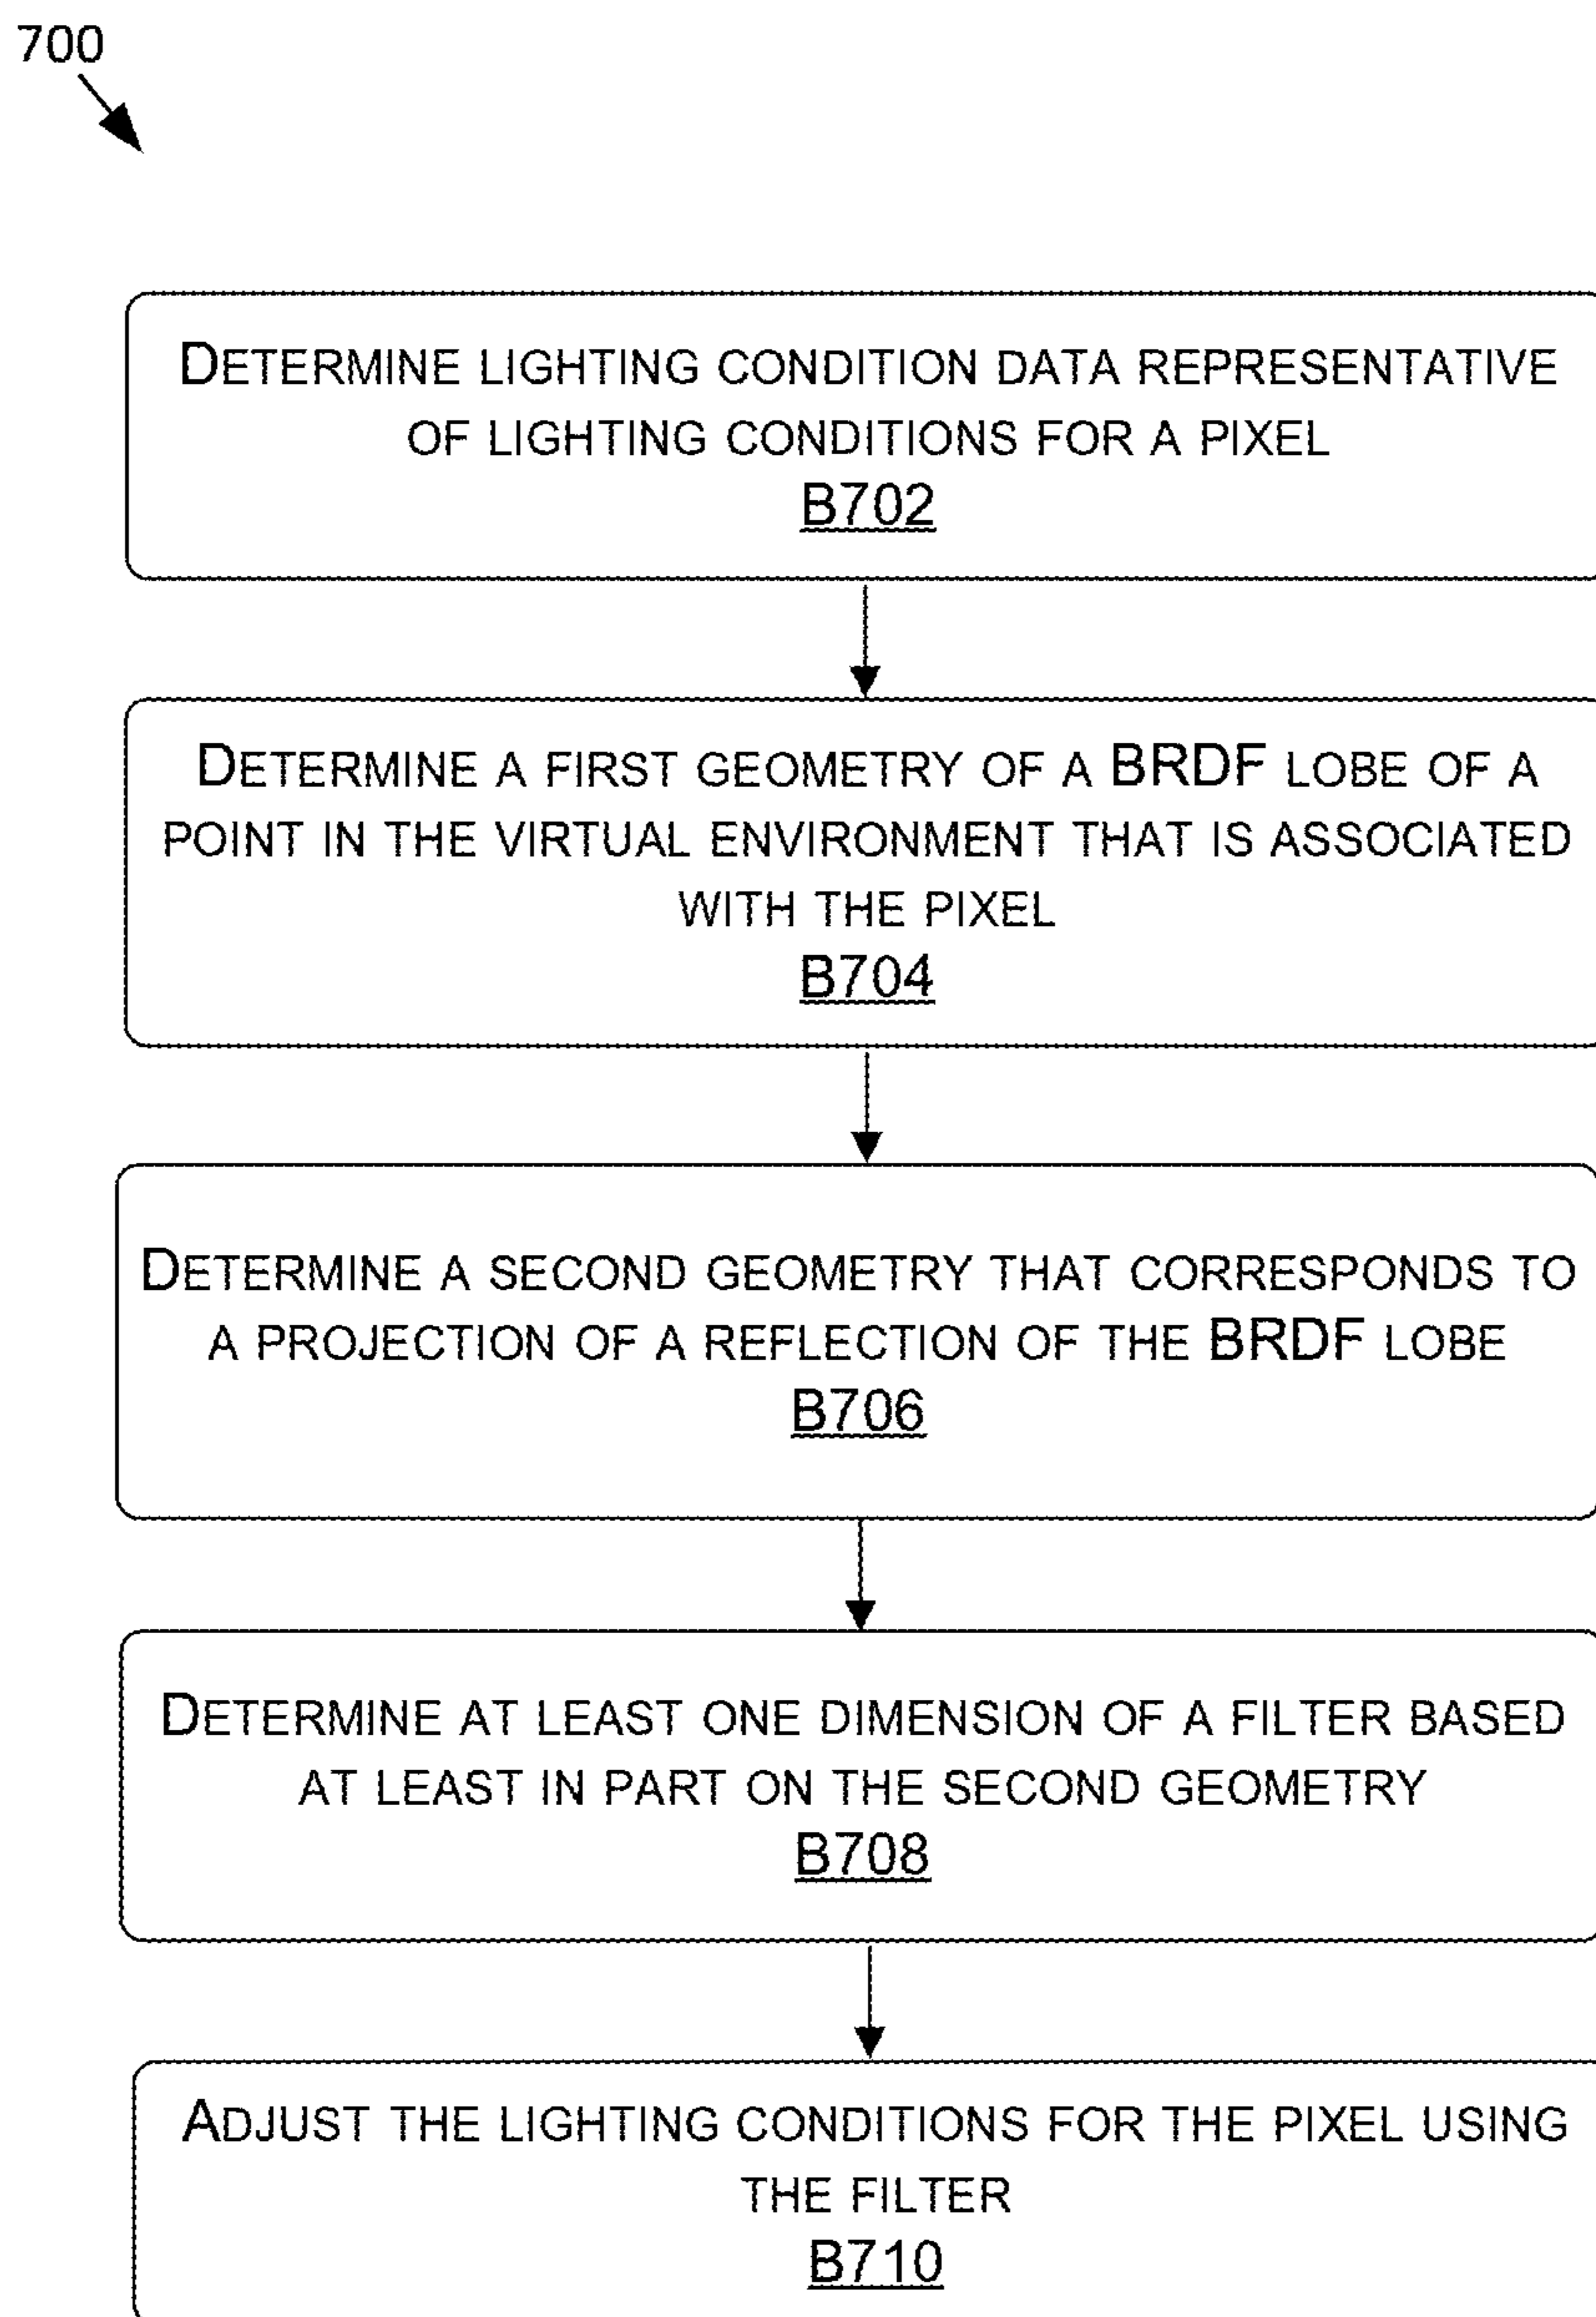 700
DETERMINE LIGHTING CONDITION DATA REPRESENTATIVE
OF LIGHTING CONDITIONS FOR A PIXEL
B702
DETERMINE A FIRST GEOMETRY OF A BRDF LOBE OF A
POINT IN THE VIRTUAL ENVIRONMENT THAT IS ASSOCIATED
WITH THE PIXEL
B704
DETERMINE A SECOND GEOMETRY THAT CORRESPONDS TO
A PROJECTION OF A REFLECTION OF THE BRDF LOBE
B706
DETERMINE AT LEAST ONE DIMENSION OF A FILTER BASED
AT LEAST IN PART ON THE SECOND GEOMETRY
B708
ADJUST THE LIGHTING CONDITIONS FOR THE PIXEL USING
THE FILTER
B710